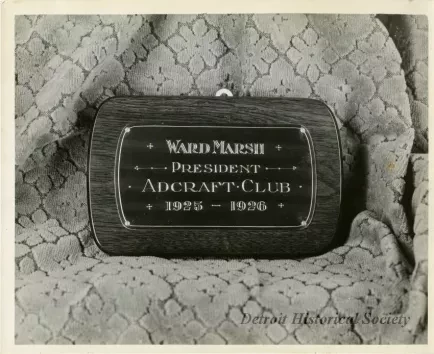 WARD MARSH
PRESIDENT
ADCRAFT·CLUB
1925 — 1926
Detroit Historical Society